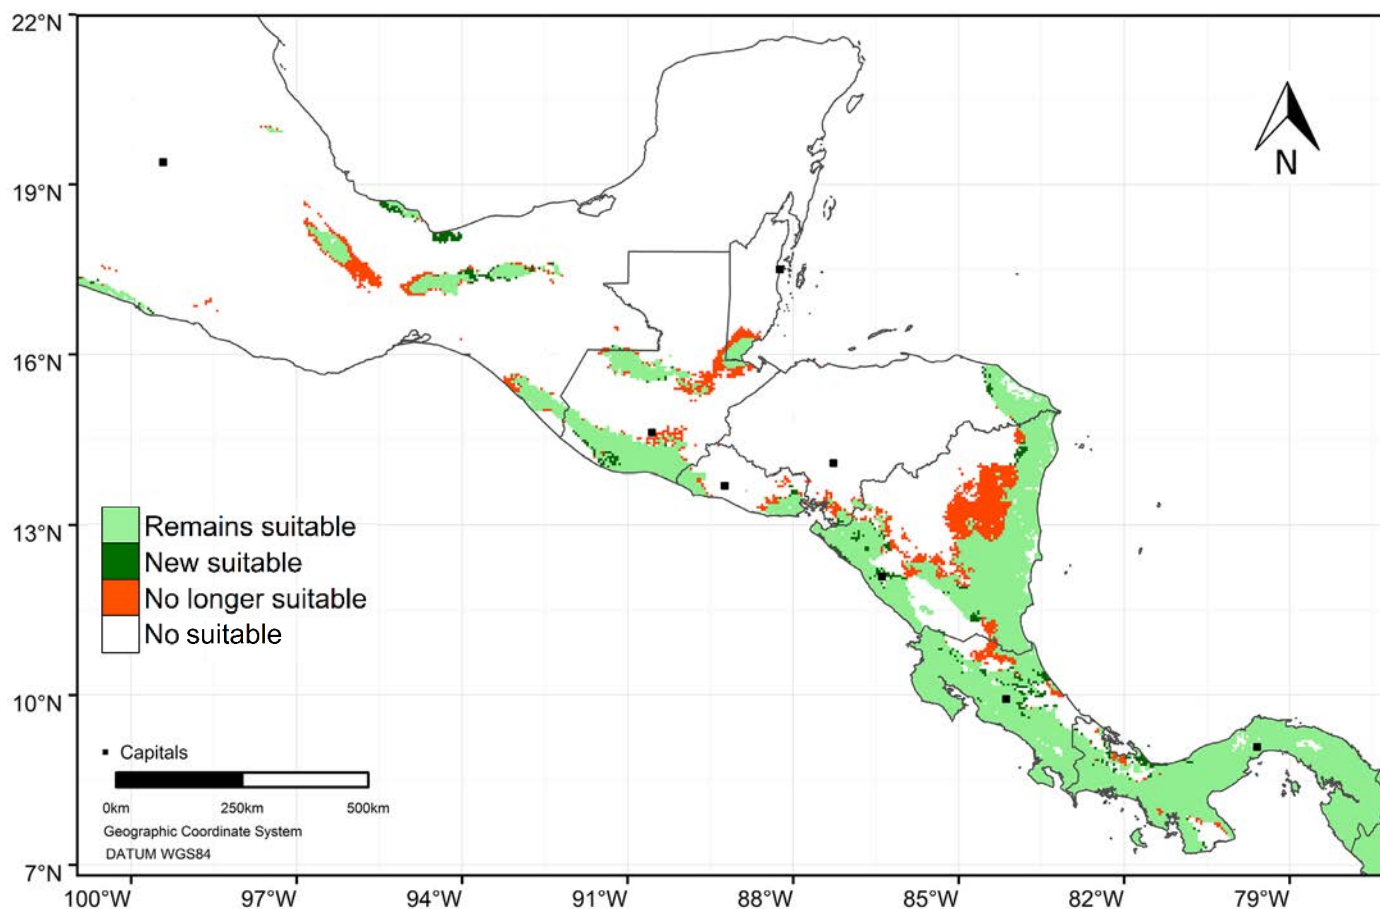 22°N
19°N
16°N
13°N
10°N
7°N
N
Remains suitable
New suitable
No longer suitable
No suitable
Capitals
0km 250km 500km
Geographic Coordinate System
DATUM WGS84
100°W 97°W 94°W 91°W 88°W 85°W 82°W 79°W